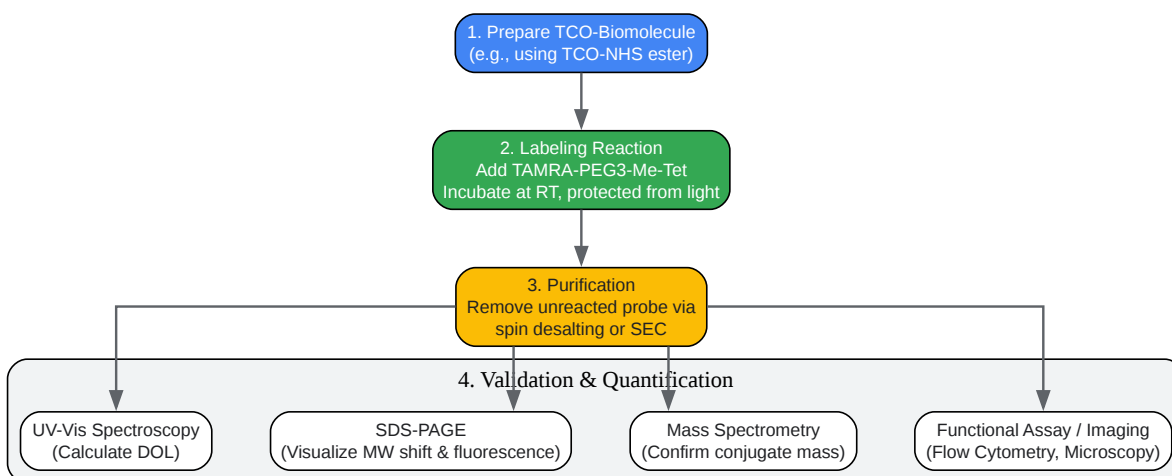 1. Prepare TCO-Biomolecule
(e.g., using TCO-NHS ester)
2. Labeling Reaction
Add TAMRA-PEG3-Me-Tet
Incubate at RT, protected from light
3. Purification
Remove unreacted probe via
spin desalting or SEC
4. Validation & Quantification
UV-Vis Spectroscopy
(Calculate DOL)
SDS-PAGE
(Visualize MW shift & fluorescence)
Mass Spectrometry
(Confirm conjugate mass)
Functional Assay / Imaging
(Flow Cytometry, Microscopy)